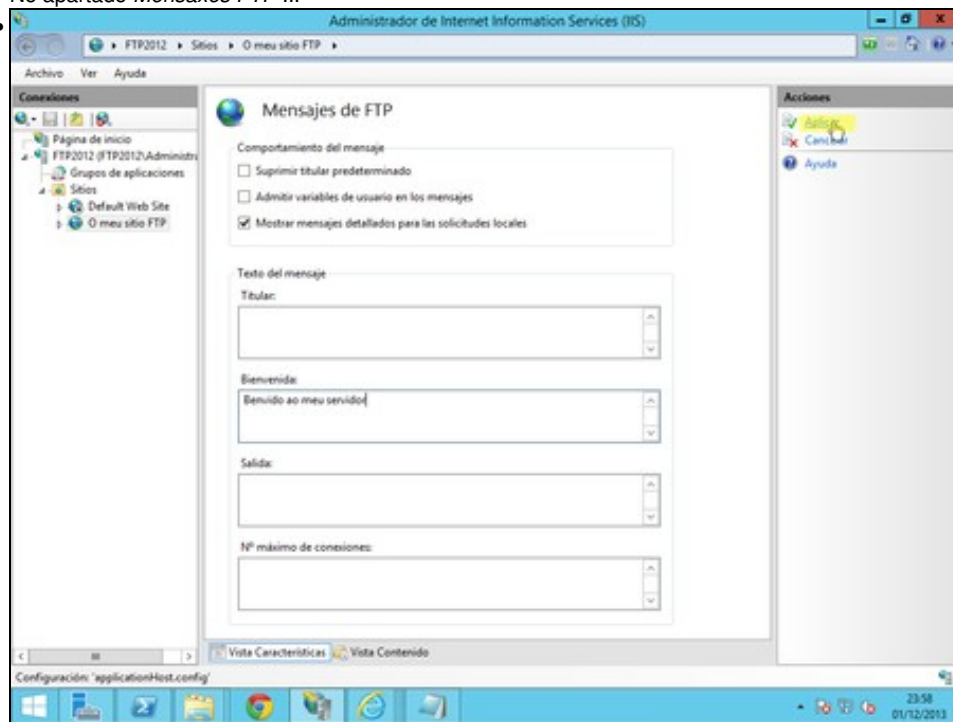 No apartado Mensaxes FTP ...
Administrador de Internet Information Services (IIS)
FTP2012 ▸ Sitios ▸ O meu sitio FTP ▸
Archivo Ver Ayuda
Conexiones
Página de inicio
FTP2012 (FTP2012\Administr
Grupos de aplicaciones
Sitios
Default Web Site
O meu sitio FTP
Mensajes de FTP
Comportamiento del mensaje
Suprimir titular predeterminado
Admitir variables de usuario en los mensajes
Mostrar mensajes detallados para las solicitudes locales
Texto del mensaje
Titular:
Bienvenida:
Benvido ao meu servidor
Salida:
Nº máximo de conexiones:
Vista Características Vista Contenido
Acciones
Aplicar
Cancelar
Ayuda
Configuración: 'applicationHost.config'
23:58
01/12/2013